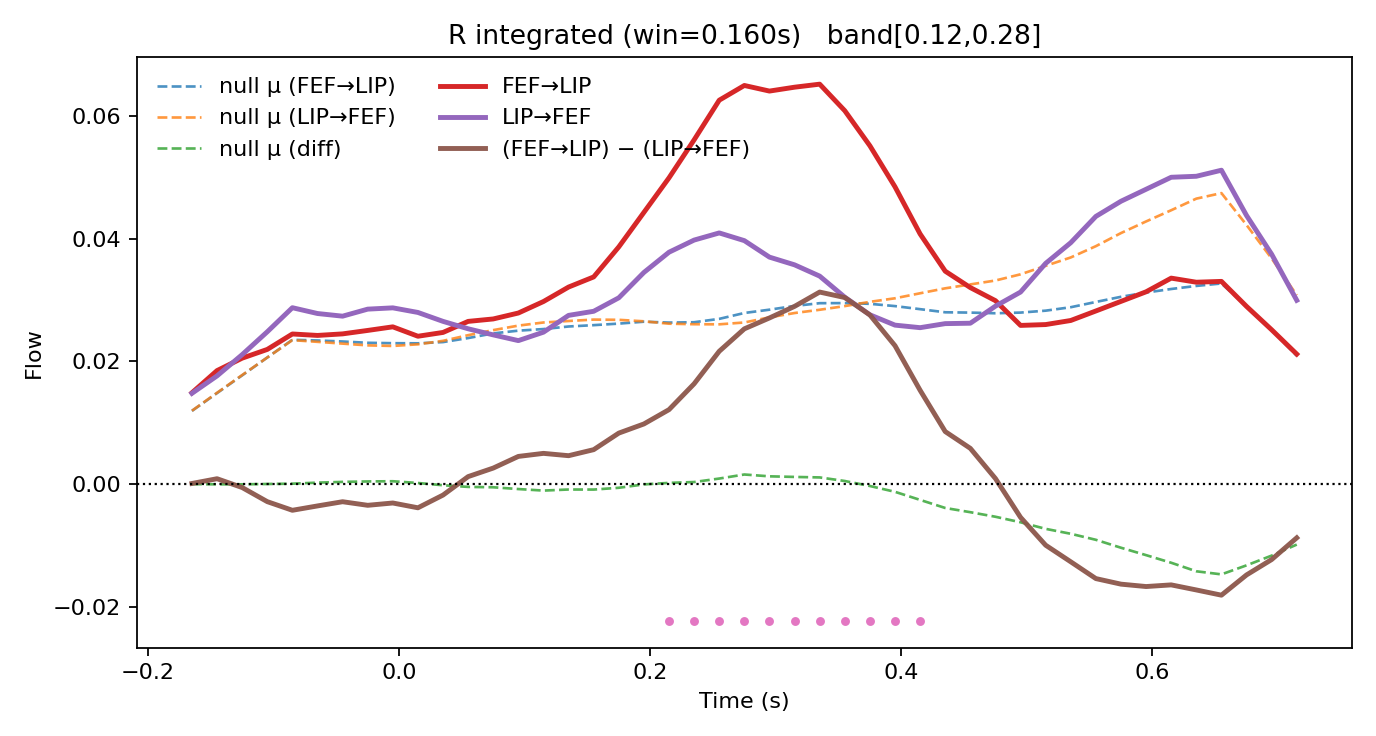 R integrated (win=0.160s)   band[0.12,0.28]
null μ (FEF→LIP)
null μ (LIP→FEF)
null μ (diff)
FEF→LIP
LIP→FEF
(FEF→LIP) − (LIP→FEF)
Flow
0.06
0.04
0.02
0.00
−0.02
−0.2
0.0
0.2
0.4
0.6
Time (s)